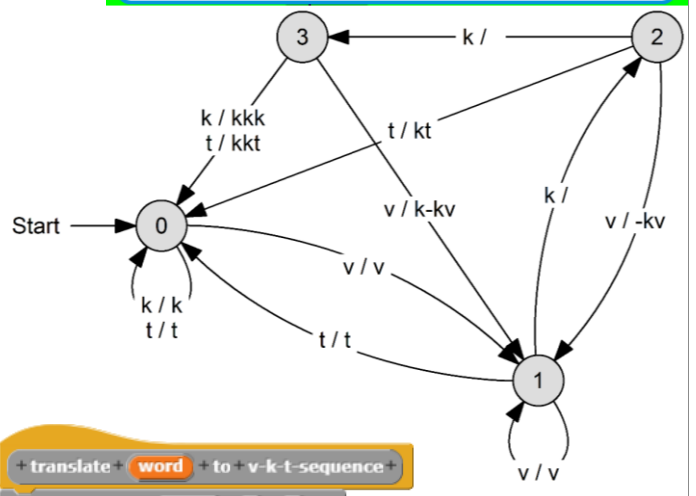 3
k /
2
k / kkk
t / kkt
t / kt
v / k-kv
k /
v / -kv
Start
0
v / v
k / k
t / t
t / t
1
v / v
+ translate + word + to + v-k-t-sequence +